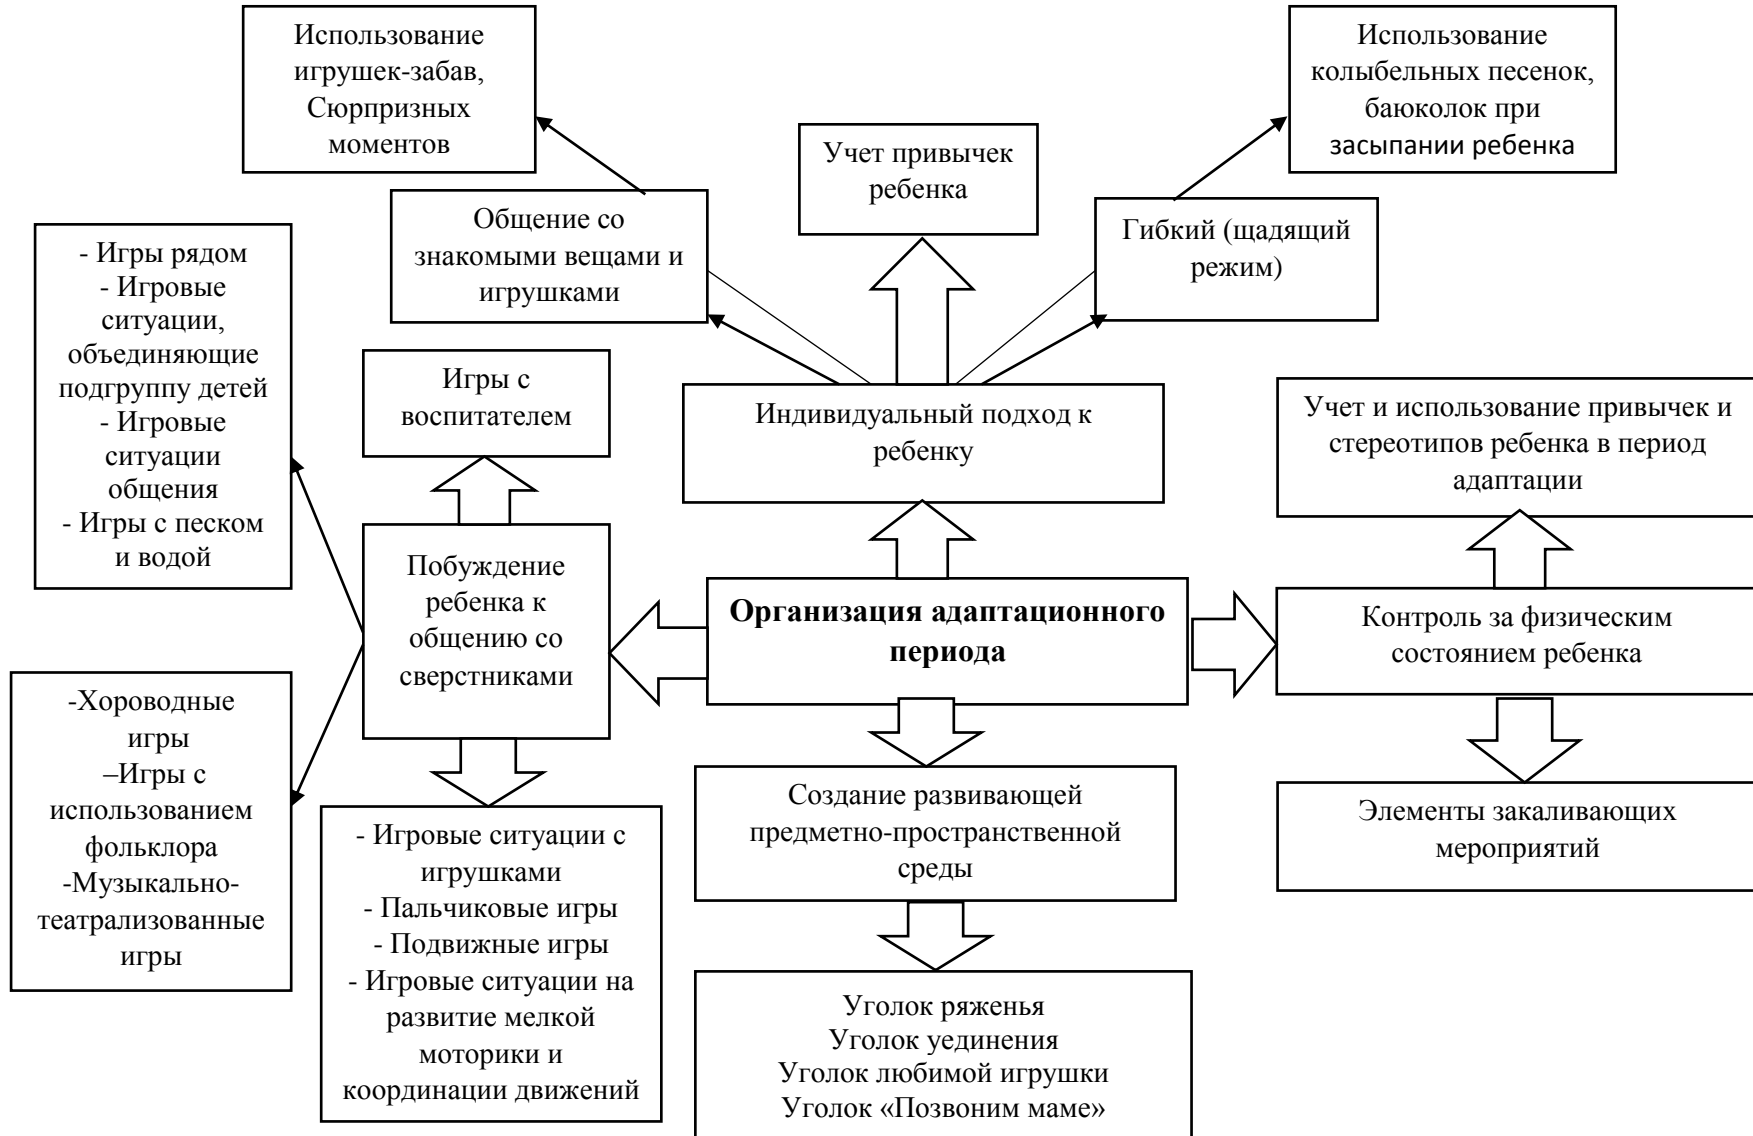 Использование
игрушек-забав,
Сюрпризных
моментов
Использование
колыбельных песенок,
баюколок при
засыпании ребенка
Учет привычек
ребенка
Общение со
знакомыми вещами и
игрушками
Гибкий (щадящий
режим)
- Игры рядом
- Игровые
ситуации,
объединяющие
подгруппу детей
- Игровые
ситуации
общения
- Игры с песком
и водой
Игры с
воспитателем
Индивидуальный подход к
ребенку
Учет и использование привычек и
стереотипов ребенка в период
адаптации
Побуждение
ребенка к
общению со
сверстниками
Организация адаптационного
периода
Контроль за физическим
состоянием ребенка
-Хороводные
игры
–Игры с
использованием
фольклора
-Музыкально-
театрализованные
игры
- Игровые ситуации с
игрушками
- Пальчиковые игры
- Подвижные игры
- Игровые ситуации на
развитие мелкой
моторики и
координации движений
Создание развивающей
предметно-пространственной
среды
Элементы закаливающих
мероприятий
Уголок ряженья
Уголок уединения
Уголок любимой игрушки
Уголок «Позвоним маме»